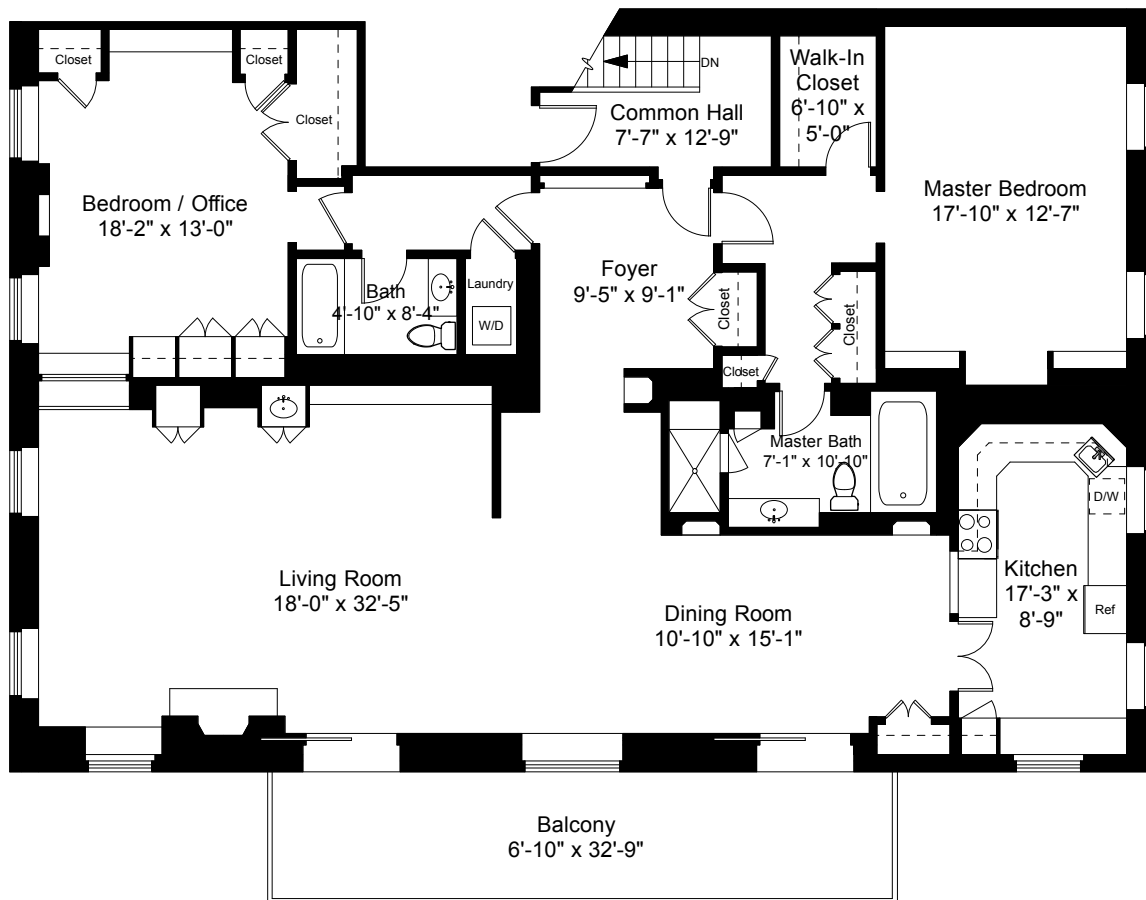 Closet
Closet
Closet
DN
Common Hall
7'-7" x 12'-9"
Walk-In
Closet
6'-10" x
5'-0"
Bedroom / Office
18'-2" x 13'-0"
Master Bedroom
17'-10" x 12'-7"
Foyer
9'-5" x 9'-1"
Bath
4'-10" x 8'-4"
Laundry
W/D
Closet
Closet
Closet
Master Bath
7'-1" x 10'-10"
D/W
Kitchen
17'-3" x
8'-9"
Ref
Living Room
18'-0" x 32'-5"
Dining Room
10'-10" x 15'-1"
Balcony
6'-10" x 32'-9"